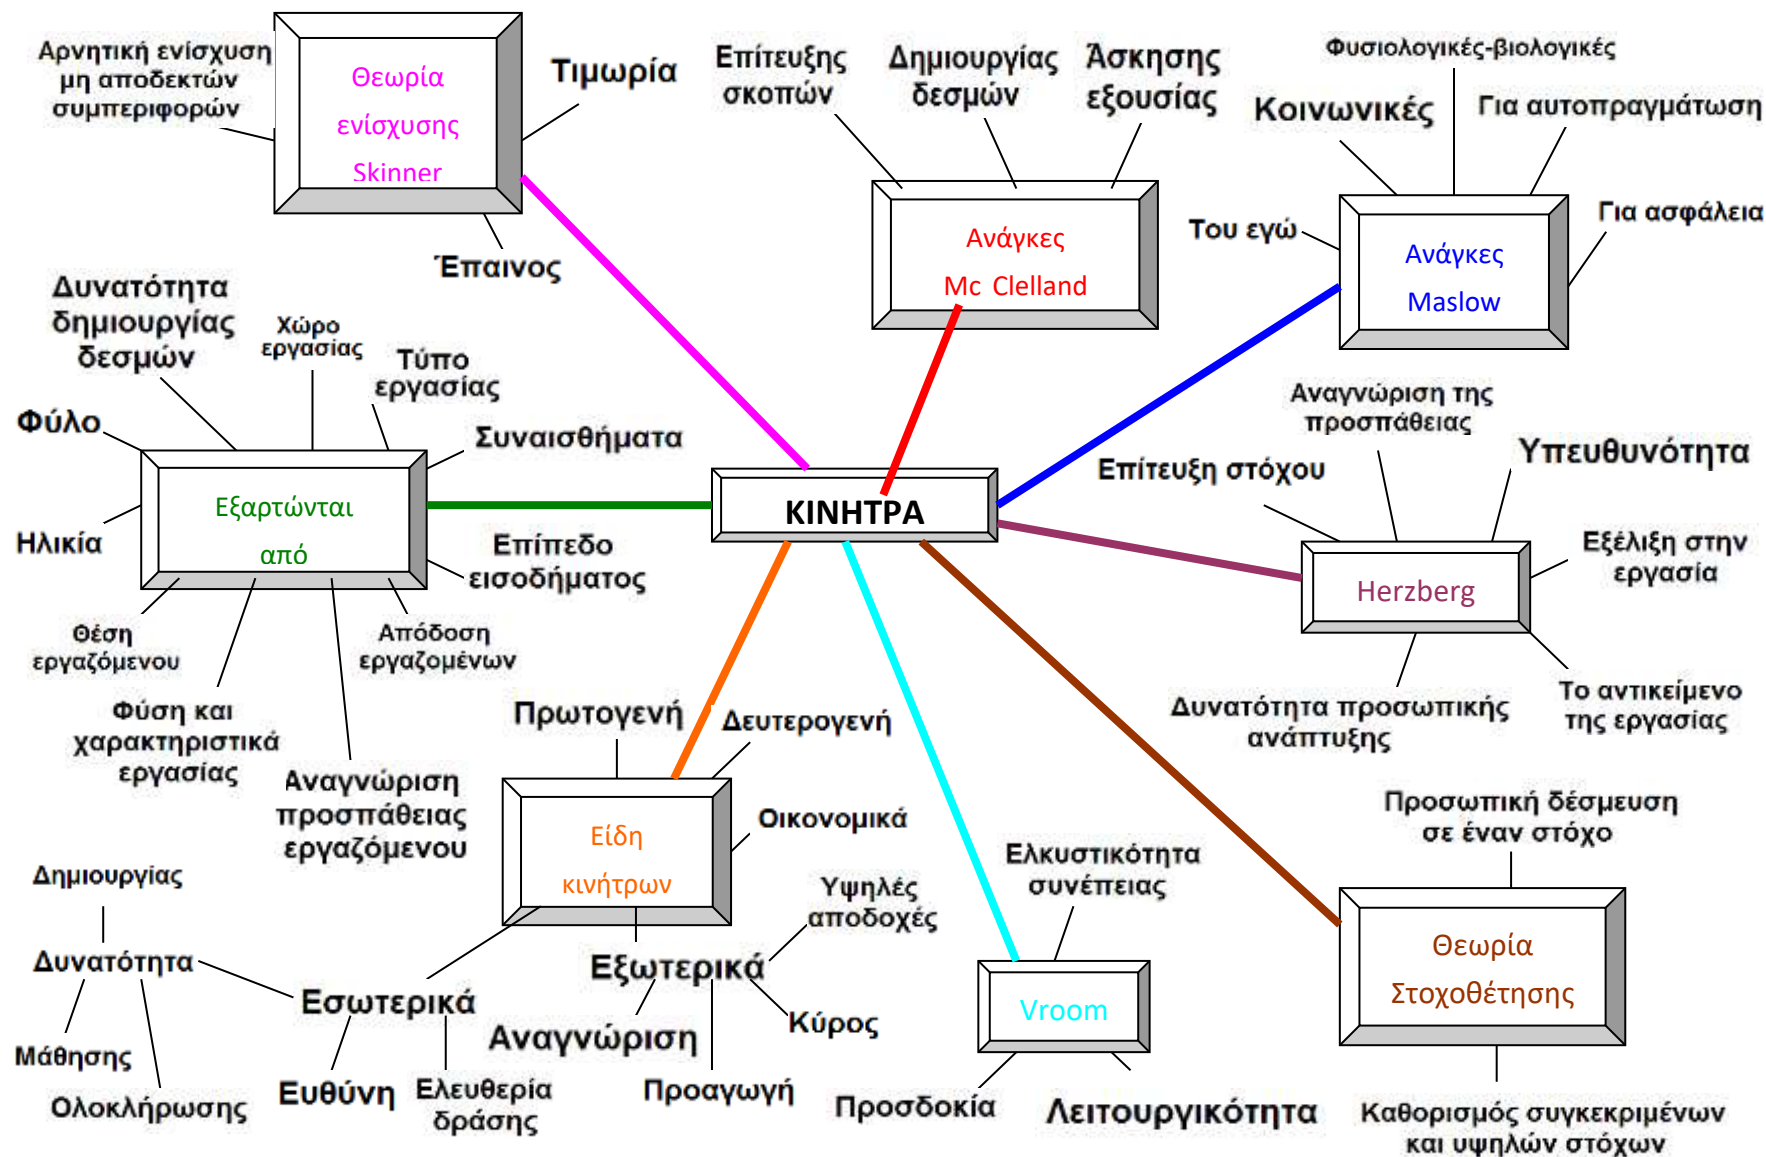 Αρνητική ενίσχυση
μη αποδεκτών
συμπεριφορών
Θεωρία
ενίσχυσης
Skinner
Τιμωρία
Έπαινος
Επίτευξης
σκοπών
Δημιουργίας
δεσμών
Άσκησης
εξουσίας
Ανάγκες
Mc Clelland
Φυσιολογικές-βιολογικές
Κοινωνικές
Για αυτοπραγμάτωση
Του εγώ
Για ασφάλεια
Ανάγκες
Maslow
Δυνατότητα
δημιουργίας
δεσμών
Χώρο
εργασίας
Τύπο
εργασίας
Φύλο
Συναισθήματα
Εξαρτώνται
από
Ηλικία
Επίπεδο
εισοδήματος
Θέση
εργαζόμενου
Απόδοση
εργαζομένων
Φύση και
χαρακτηριστικά
εργασίας
Αναγνώριση
προσπάθειας
εργαζόμενου
ΚΙΝΗΤΡΑ
Αναγνώριση της
προσπάθειας
Επίτευξη στόχου
Υπευθυνότητα
Εξέλιξη στην
εργασία
Herzberg
Δυνατότητα προσωπικής
ανάπτυξης
Το αντικείμενο
της εργασίας
Πρωτογενή
Δευτερογενή
Είδη
κινήτρων
Οικονομικά
Υψηλές
αποδοχές
Εξωτερικά
Κύρος
Αναγνώριση
Προαγωγή
Δημιουργίας
Δυνατότητα
Εσωτερικά
Μάθησης
Ολοκλήρωσης
Ευθύνη
Ελευθερία
δράσης
Ελκυστικότητα
συνέπειας
Vroom
Προσδοκία
Λειτουργικότητα
Προσωπική δέσμευση
σε έναν στόχο
Θεωρία
Στοχοθέτησης
Καθορισμός συγκεκριμένων
και υψηλών στόχων